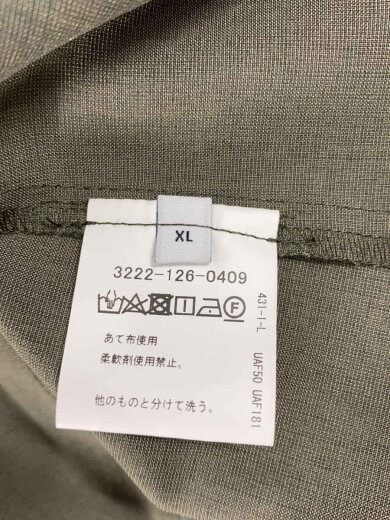 XL
3222-126-0409
あて布使用
柔軟剤使用禁止。
他のものと分けて洗う。
431-1-L
UAF50 UAF181